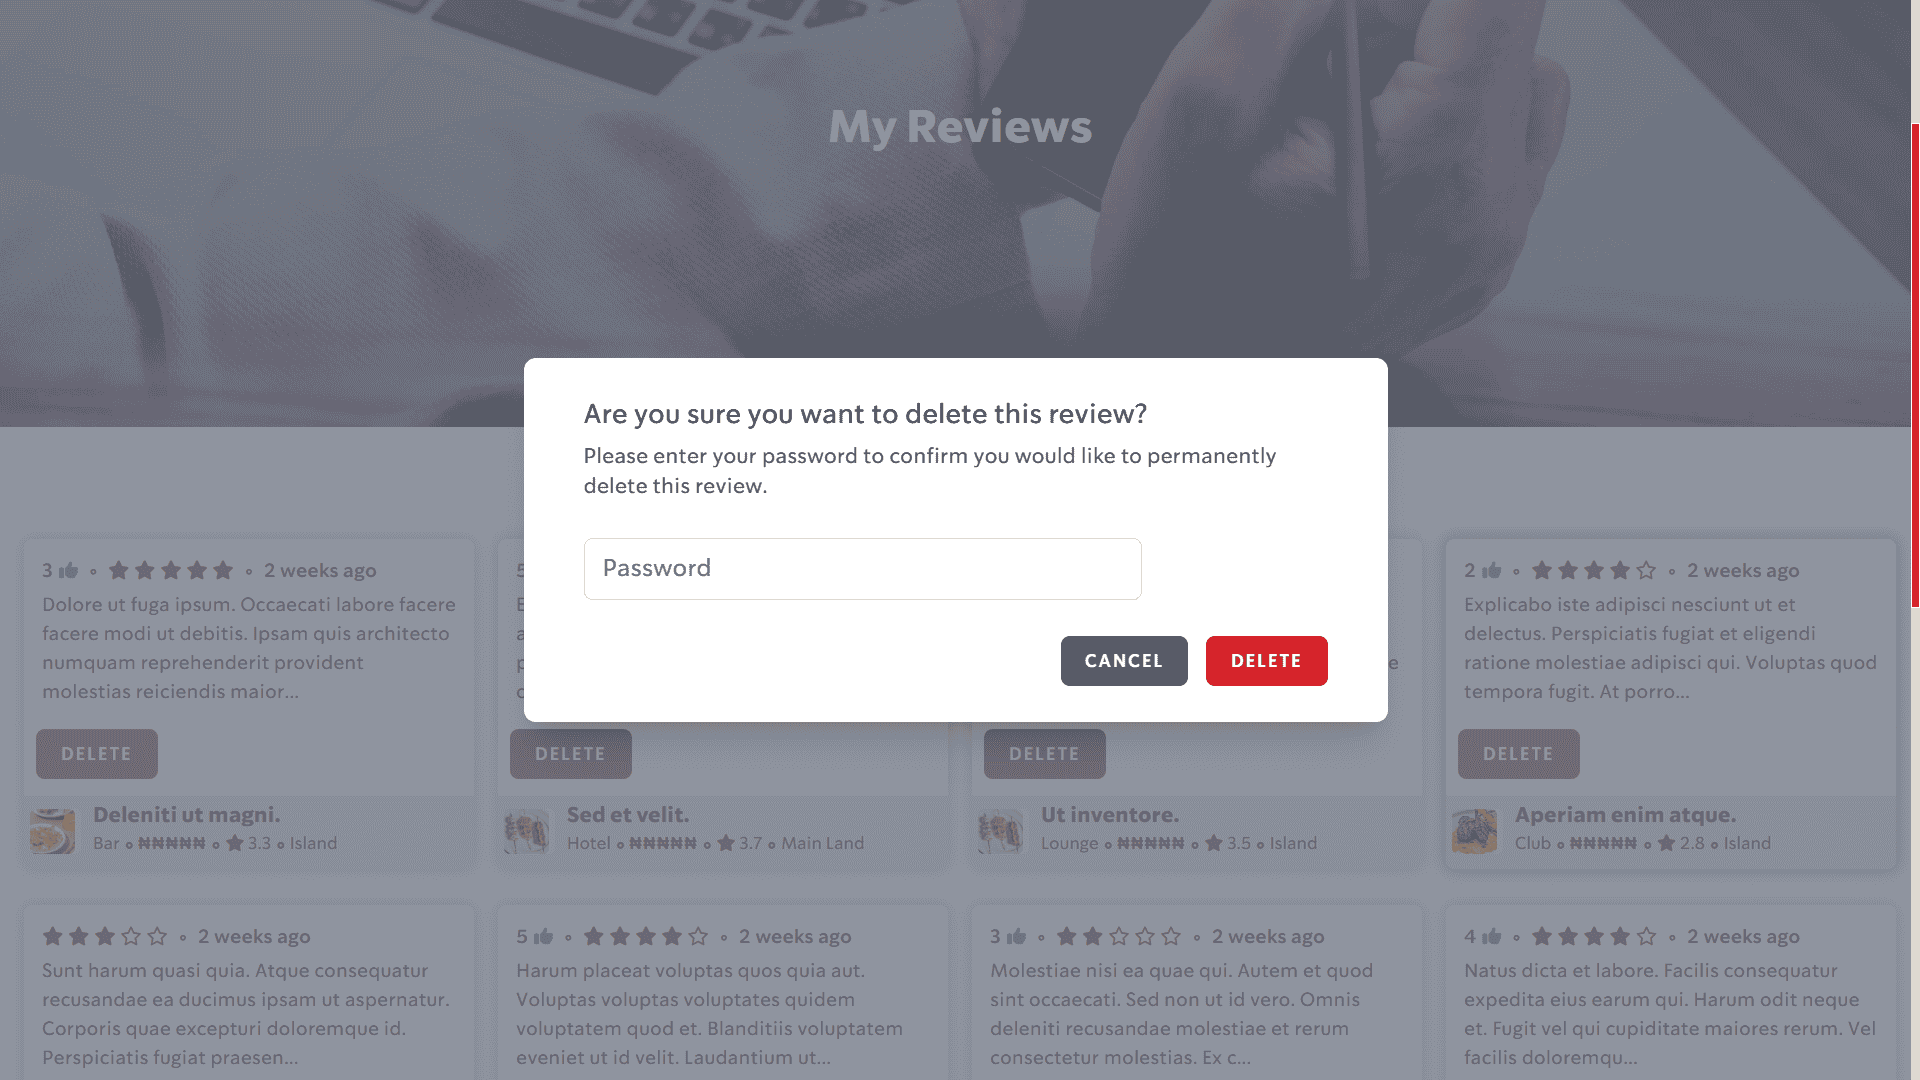 My Reviews
Are you sure you want to delete this review?
Please enter your password to confirm you would like to permanently
delete this review.
Password
CANCEL
DELETE
3 • 2 weeks ago
Dolore ut fuga ipsum. Occaecati labore facere
facere modi ut debitis. Ipsam quis architecto
numquam reprehenderit provident
molestias reiciendis maior...
DELETE
Deleniti ut magni.
Bar • ₦₦₦₦₦ • 3.3 • Island
5
DELETE
Sed et velit.
Hotel • ₦₦₦₦₦ • 3.7 • Main Land
DELETE
Ut inventore.
Lounge • ₦₦₦₦₦ • 3.5 • Island
2 • 2 weeks ago
Explicabo iste adipisci nesciunt ut et
delectus. Perspiciatis fugiat et eligendi
ratione molestiae adipisci qui. Voluptas quod
tempora fugit. At porro...
DELETE
Aperiam enim atque.
Club • ₦₦₦₦₦ • 2.8 • Island
• 2 weeks ago
Sunt harum quasi quia. Atque consequatur
recusandae ea ducimus ipsam ut aspernatur.
Corporis quae excepturi doloremque id.
Perspiciatis fugiat praesen...
5 • 2 weeks ago
Harum placeat voluptas quos quia aut.
Voluptas voluptas voluptates quidem
voluptatem quod et. Blanditiis voluptatem
eveniet ut id velit. Laudantium ut...
3 • 2 weeks ago
Molestiae nisi ea quae qui. Autem et quod
sint occaecati. Sed non ut id vero. Omnis
deleniti recusandae molestiae et rerum
consectetur molestias. Ex c...
4 • 2 weeks ago
Natus dicta et labore. Facilis consequatur
expedita eius earum qui. Harum odit neque
et. Fugit vel qui cupiditate maiores rerum. Vel
facilis doloremqu...